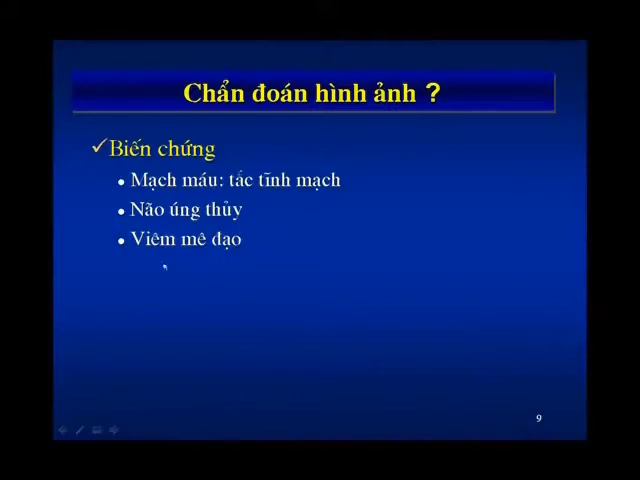 Chẩn đoán hình ảnh ?
Biến chứng
Mạch máu: tắc tĩnh mạch
Não úng thủy
Viêm mê đạo
9